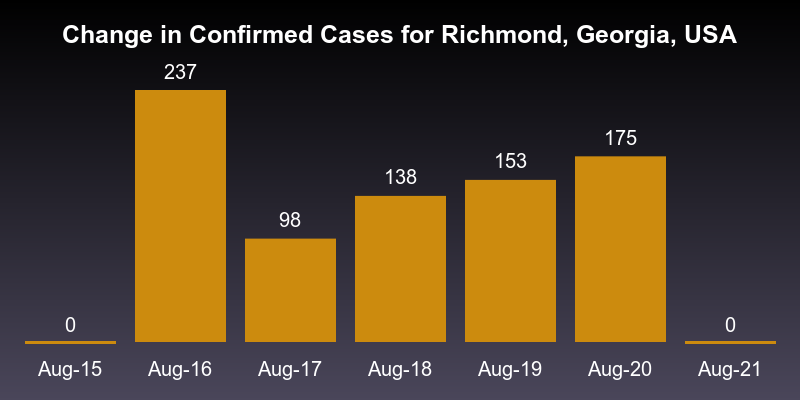 Change in Confirmed Cases for Richmond, Georgia, USA
0
237
98
138
153
175
0
Aug-15
Aug-16
Aug-17
Aug-18
Aug-19
Aug-20
Aug-21